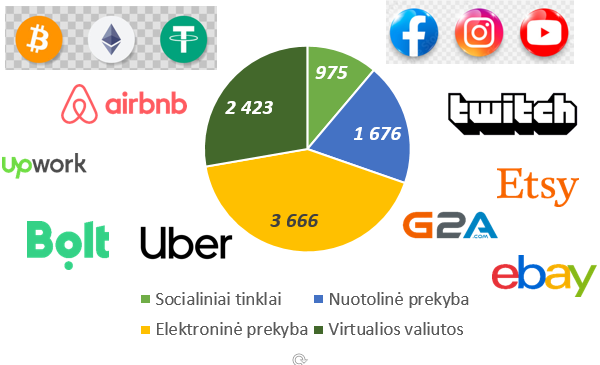 airbnb
twitch
upwork
Etsy
Bolt
Uber
G2A
.COM
ebay
975
2 423
1 676
3 666
Socialiniai tinklai
Nuotolinė prekyba
Elektroninė prekyba
Virtualios valiutos